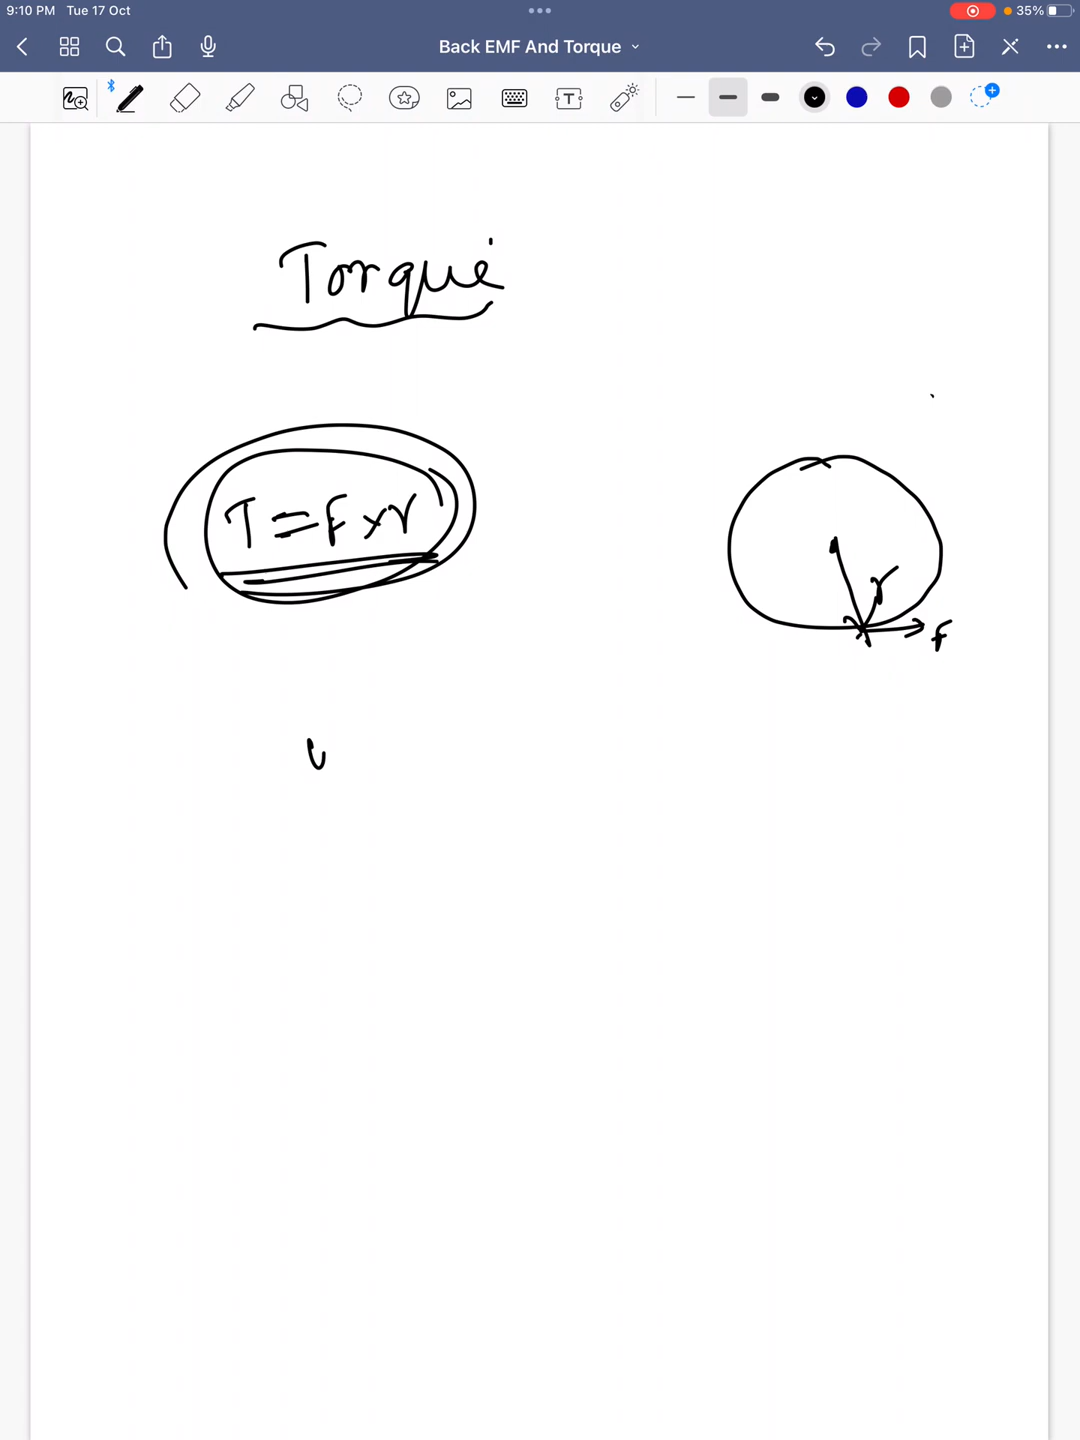 9:10 PM Tue 17 Oct
35%
Back EMF And Torque
T
Torque
T = F × r
r
F